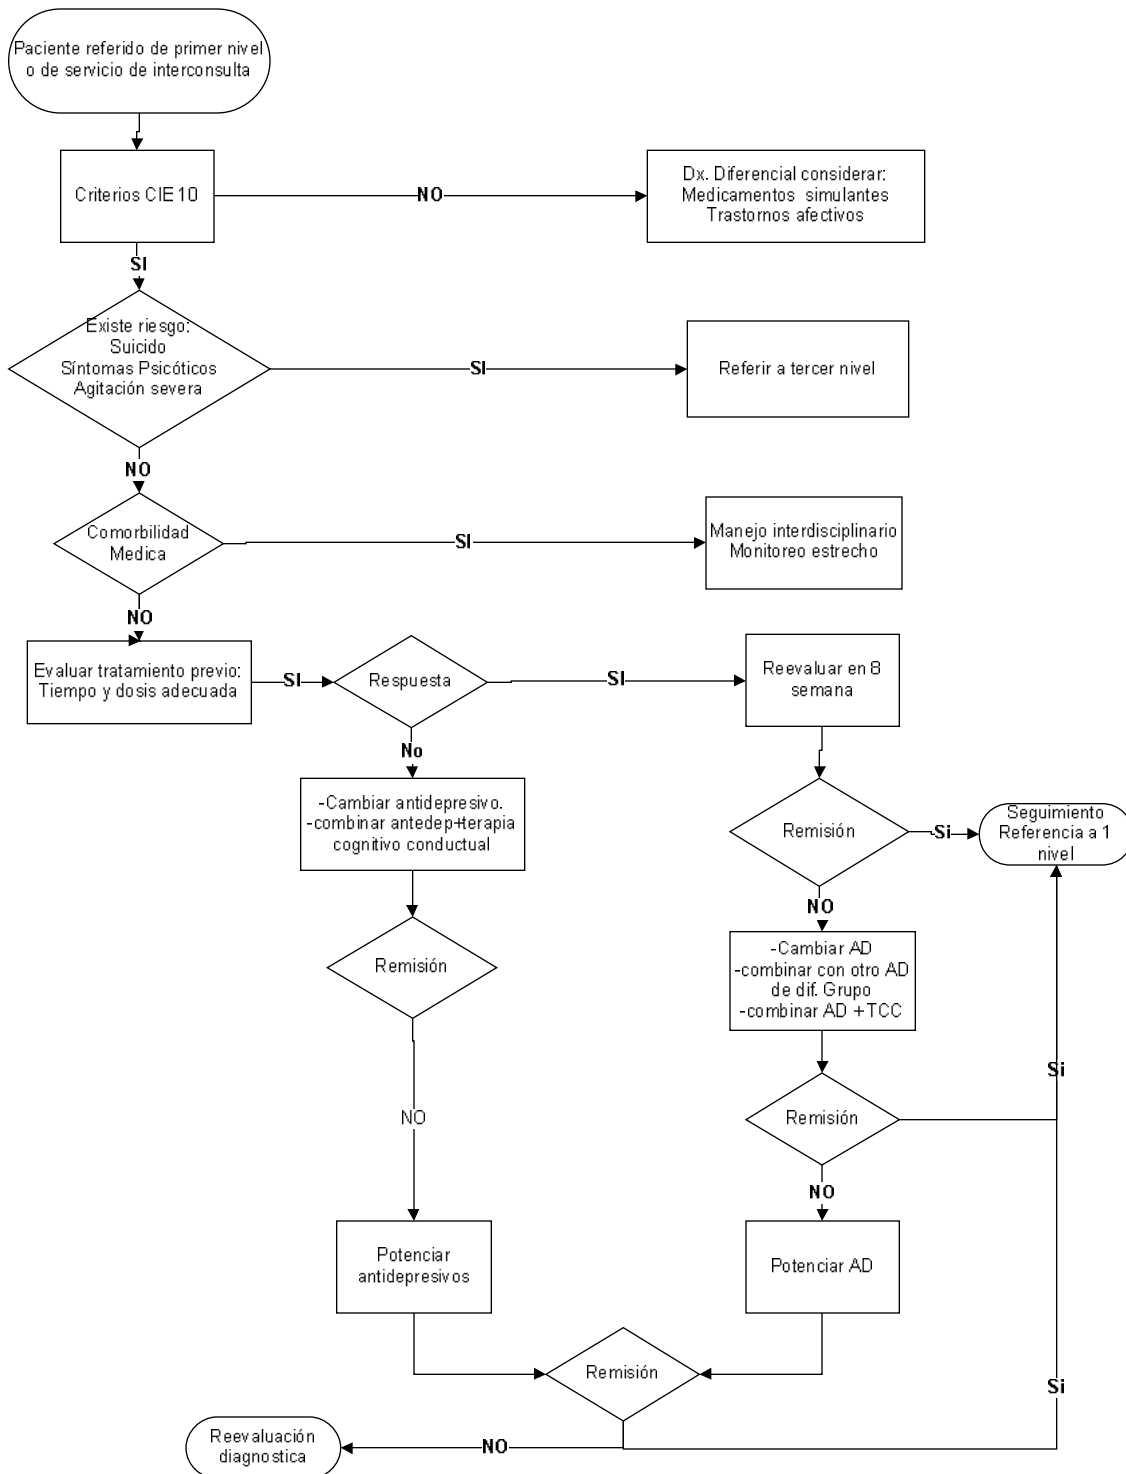 Paciente referido de primer nivel
o de servicio de interconsulta
Criterios CIE 10
NO
Dx. Diferencial considerar:
Medicamentos simulantes
Trastornos afectivos
SI
Existe riesgo:
Suicido
Síntomas Psicóticos
Agitación severa
SI
Referir a tercer nivel
NO
Comorbilidad
Medica
SI
Manejo interdisciplinario
Monitoreo estrecho
NO
Evaluar tratamiento previo:
Tiempo y dosis adecuada
SI
Respuesta
SI
Reevaluar en 8
semana
No
-Cambiar antidepresivo.
-combinar antedep+terapia
cognitivo conductual
Remisión
Si
Seguimiento
Referencia a 1
nivel
NO
Remisión
-Cambiar AD
-combinar con otro AD
de dif. Grupo
-combinar AD +TCC
Si
NO
Remisión
NO
Potenciar
antidepresivos
Potenciar AD
Remisión
Si
NO
Reevaluación
diagnostica